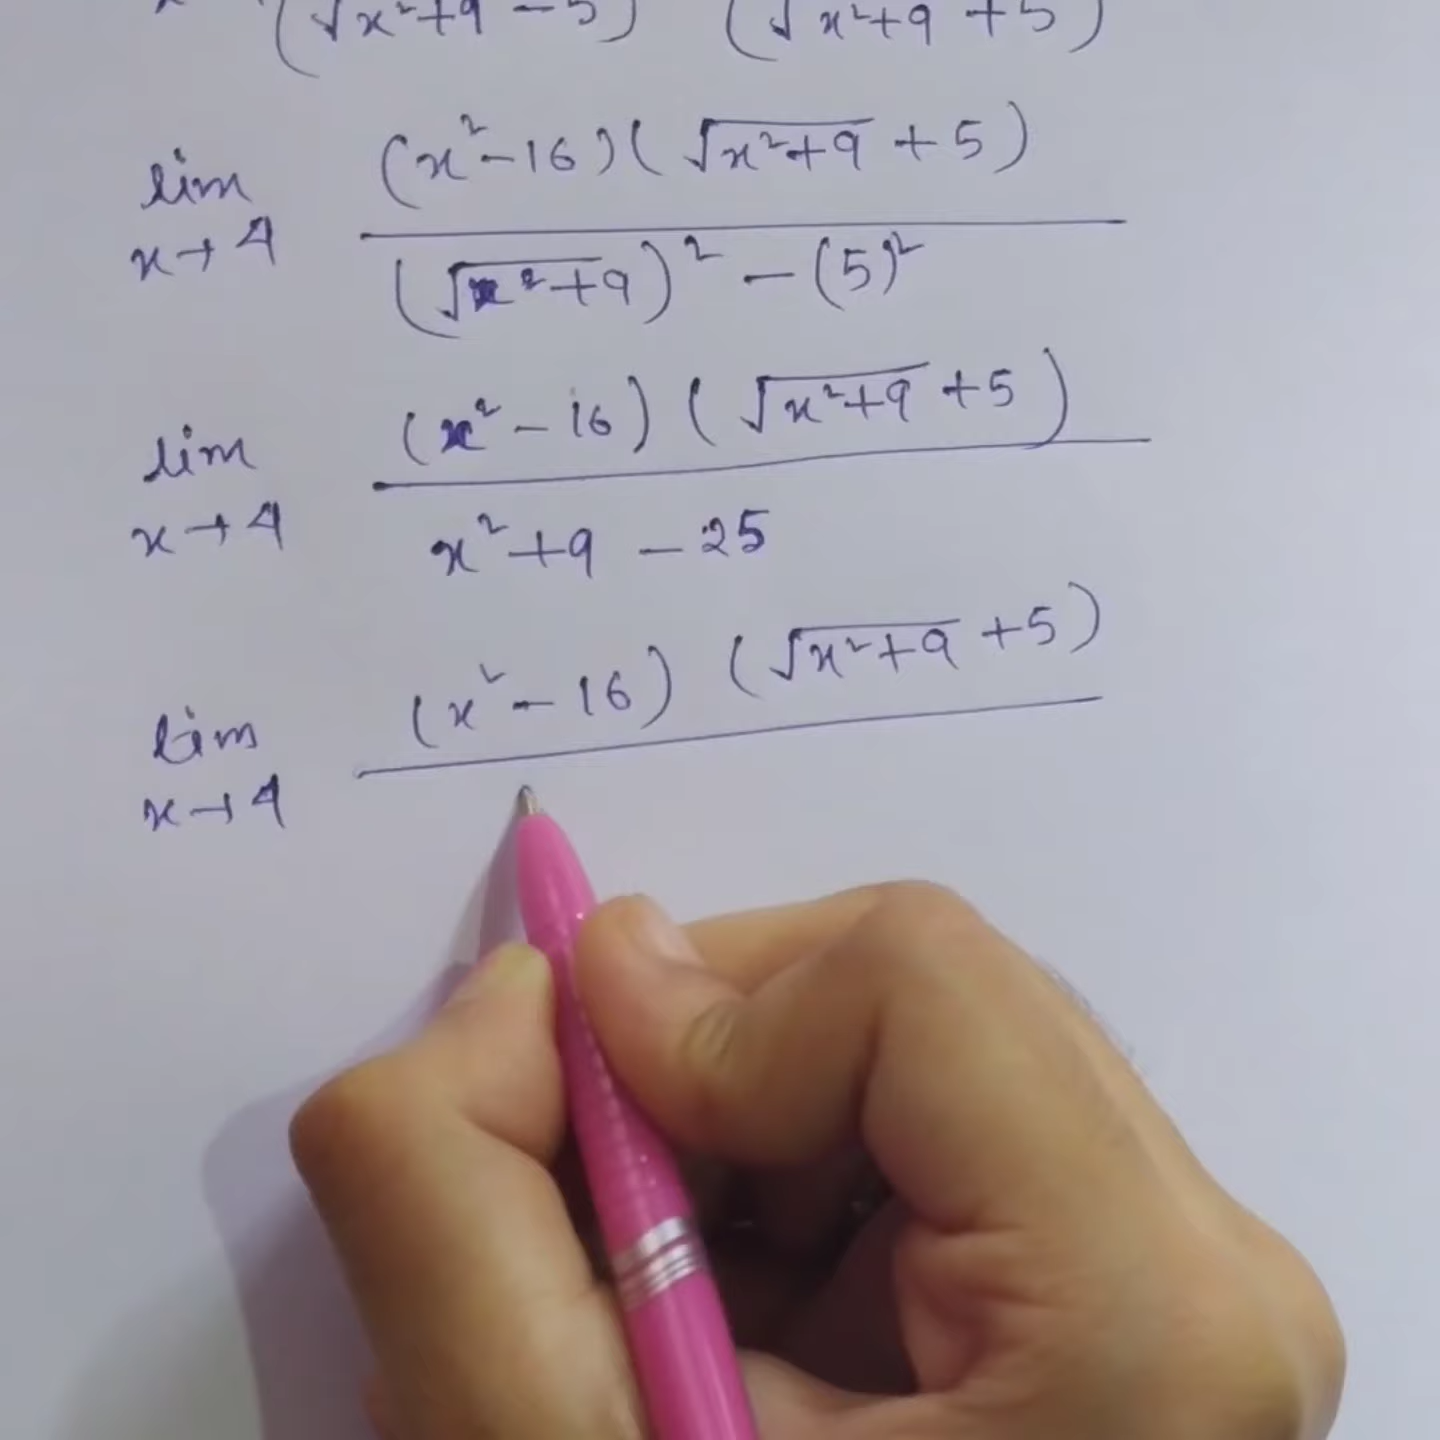 (√x²+9 - 5) (√x²+9 + 5)
lim x→4 (x²-16)(√x²+9 + 5) / (√x²+9)² - (5)²
lim x→4 (x² - 16) (√x²+9 + 5) / x² + 9 - 25
lim x→4 (x² - 16) (√x²+9 + 5)